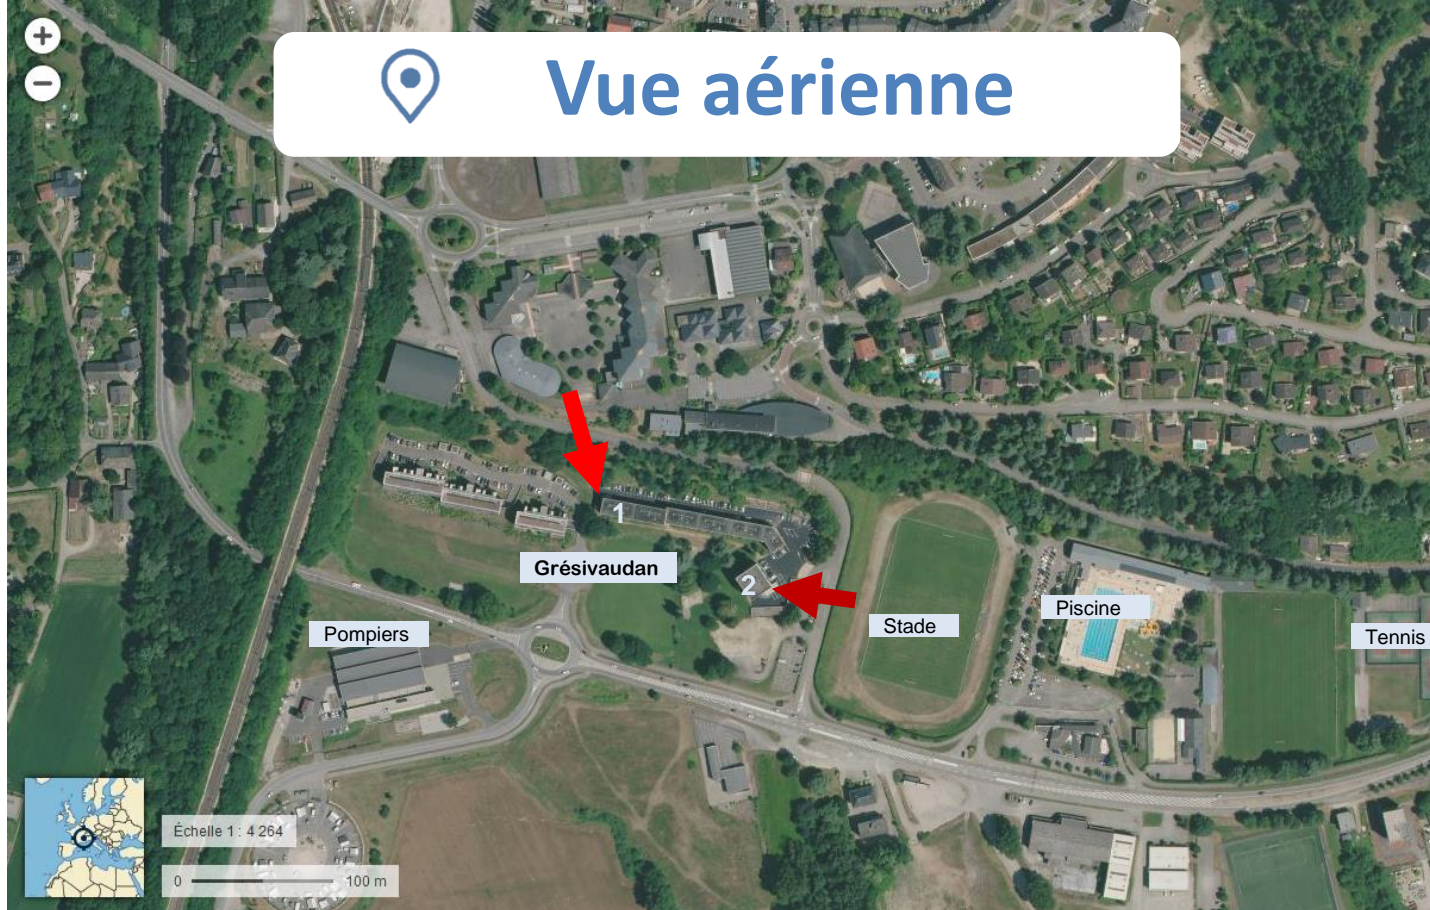 Vue aérienne
1
Grésivaudan
2
Stade
Piscine
Tennis
Pompiers
Échelle 1 : 4 264
0 100 m